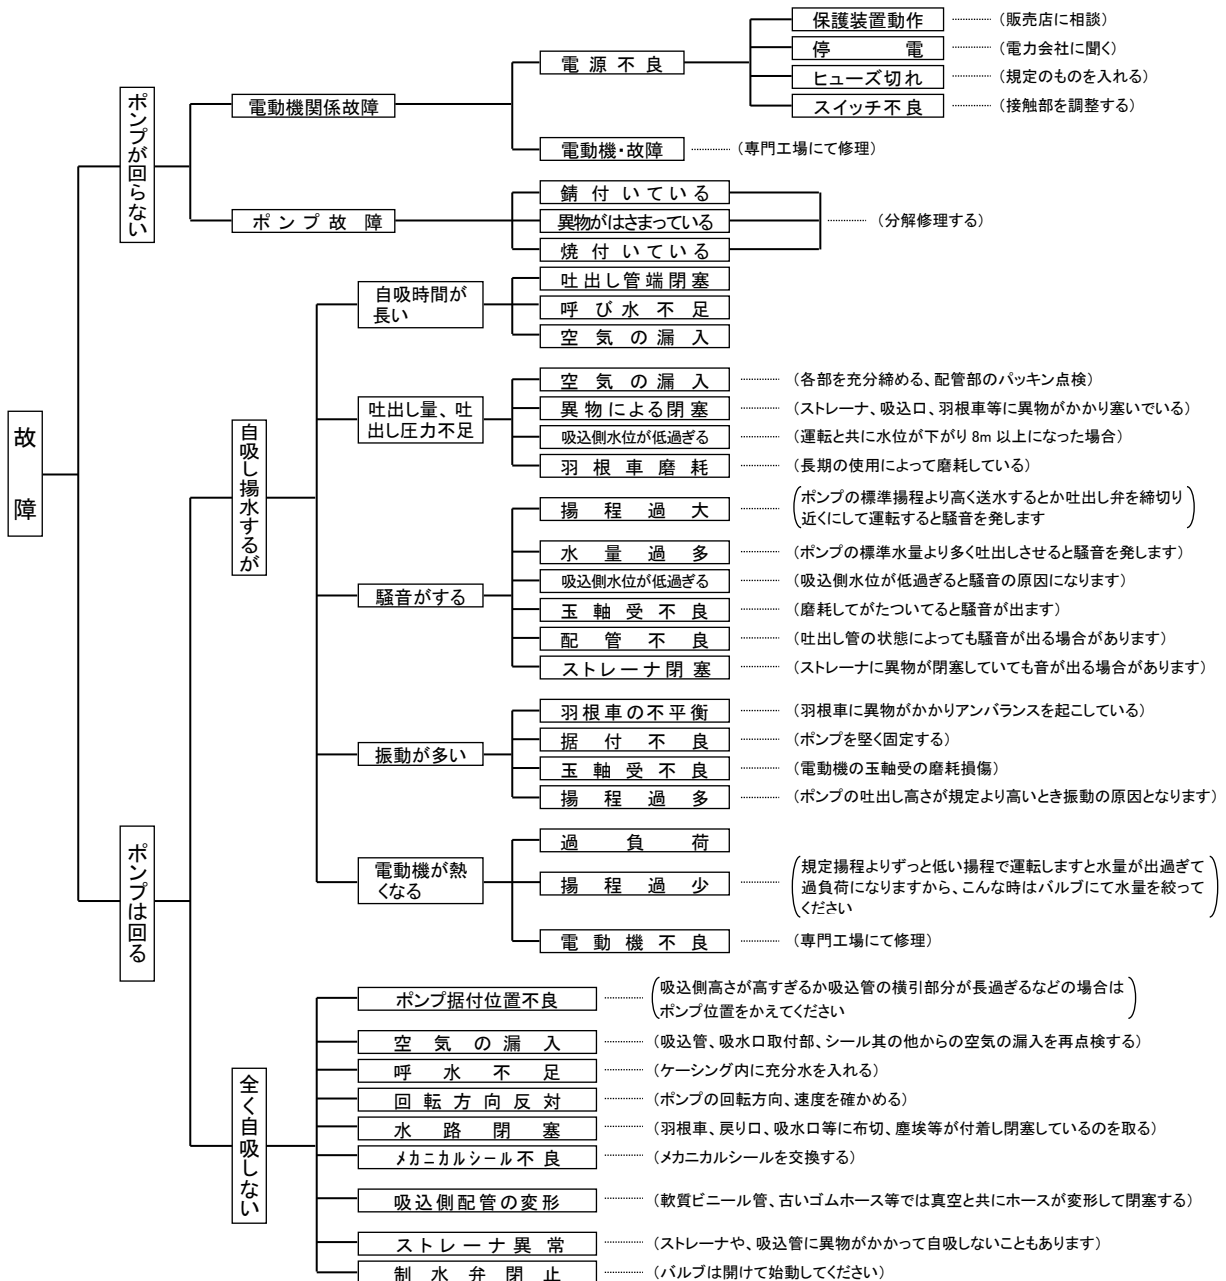 故障
ポンプが回らない
電動機関係故障
電源不良
保護装置動作 (販売店に相談)
停電 (電力会社に聞く)
ヒューズ切れ (規定のものを入れる)
スイッチ不良 (接触部を調整する)
電動機・故障 (専門工場にて修理)
ポンプ故障
錆付いている
異物がはさまっている
焼付いている
(分解修理する)
ポンプは回る
自吸し揚水するが
自吸時間が
長い
吐出し管端閉塞
呼び水不足
空気の漏入
吐出し量、吐
出し圧力不足
空気の漏入 (各部を充分締める、配管部のパッキン点検)
異物による閉塞 (ストレーナ、吸込口、羽根車等に異物がかかり塞いでいる)
吸込側水位が低過ぎる (運転と共に水位が下がり 8m 以上になった場合)
羽根車磨耗 (長期の使用によって磨耗している)
騒音がする
揚程過大
(ポンプの標準揚程より高く送水するとか吐出し弁を締切り
近くにして運転すると騒音を発します)
水量過多 (ポンプの標準水量より多く吐出しさせると騒音を発します)
吸込側水位が低過ぎる (吸込側水位が低過ぎると騒音の原因になります)
玉軸受不良 (磨耗してがたついてると騒音が出ます)
配管不良 (吐出し管の状態によっても騒音が出る場合があります)
ストレーナ閉塞 (ストレーナに異物が閉塞していても音が出る場合があります)
振動が多い
羽根車の不平衡 (羽根車に異物がかかりアンバランスを起こしている)
据付不良 (ポンプを堅く固定する)
玉軸受不良 (電動機の玉軸受の磨耗損傷)
揚程過多 (ポンプの吐出し高さが規定より高いとき振動の原因となります)
電動機が熱
くなる
過負荷
揚程過少
(規定揚程よりずっと低い揚程で運転しますと水量が出過ぎて
過負荷になりますから、こんな時はバルブにて水量を絞って
ください)
電動機不良 (専門工場にて修理)
全く自吸しない
ポンプ据付位置不良
(吸込側高さが高すぎるか吸込管の横引部分が長過ぎるなどの場合は
ポンプ位置をかえてください)
空気の漏入 (吸込管、吸水口取付部、シール其の他からの空気の漏入を再点検する)
呼水不足 (ケーシング内に充分水を入れる)
回転方向反対 (ポンプの回転方向、速度を確かめる)
水路閉塞 (羽根車、戻り口、吸水口等に布切、塵埃等が付着し閉塞しているのを取る)
メカニカルシール不良 (メカニカルシールを交換する)
吸込側配管の変形 (軟質ビニール管、古いゴムホース等では真空と共にホースが変形して閉塞する)
ストレーナ異常 (ストレーナや、吸込管に異物がかかって自吸しないこともあります)
制水弁閉止 (バルブは開けて始動してください)